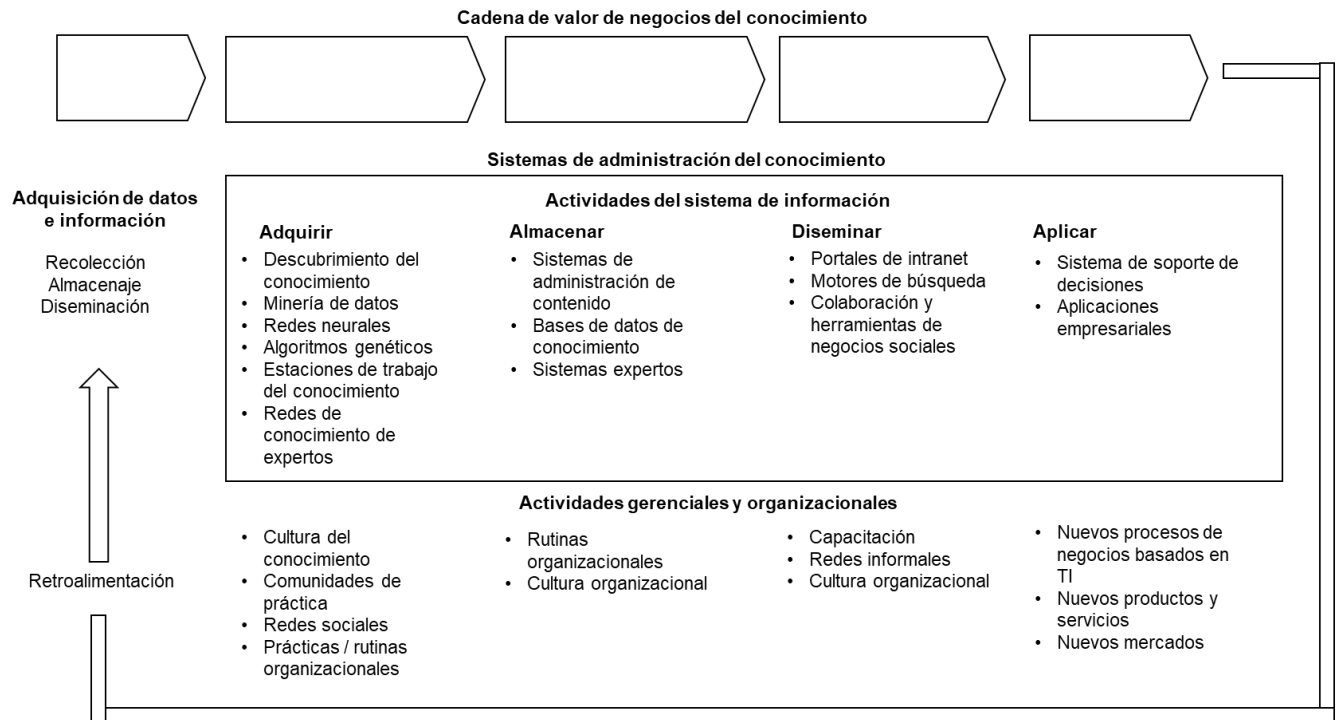 Cadena de valor de negocios del conocimiento
Sistemas de administración del conocimiento
Adquisición de datos
e información
Recolección
Almacenaje
Diseminación
Retroalimentación
Actividades del sistema de información
Adquirir
• Descubrimiento del
conocimiento
• Minería de datos
• Redes neurales
• Algoritmos genéticos
• Estaciones de trabajo
del conocimiento
• Redes de
conocimiento de
expertos
Almacenar
• Sistemas de
administración de
contenido
• Bases de datos de
conocimiento
• Sistemas expertos
Diseminar
• Portales de intranet
• Motores de búsqueda
• Colaboración y
herramientas de
negocios sociales
Aplicar
• Sistema de soporte de
decisiones
• Aplicaciones
empresariales
Actividades gerenciales y organizacionales
• Cultura del
conocimiento
• Comunidades de
práctica
• Redes sociales
• Prácticas / rutinas
organizacionales
• Rutinas
organizacionales
• Cultura organizacional
• Capacitación
• Redes informales
• Cultura organizacional
• Nuevos procesos de
negocios basados en
TI
• Nuevos productos y
servicios
• Nuevos mercados